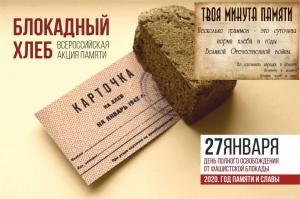 БЛОКАДНЫЙ
ХЛЕБ
ВСЕРОССИЙСКАЯ
АКЦИЯ ПАМЯТИ
ТВОЯ МИНУТА ПАМЯТИ
Несколько граммов - это суточная
норма хлеба в годы
Великой Отечественной войны.
КАРТОЧКА
НА ХЛЕБ
НА ЯНВАРЬ 1942
27 ЯНВАРЯ
ДЕНЬ ПОЛНОГО ОСВОБОЖДЕНИЯ
ОТ ФАШИСТСКОЙ БЛОКАДЫ
2020. ГОД ПАМЯТИ И СЛАВЫ